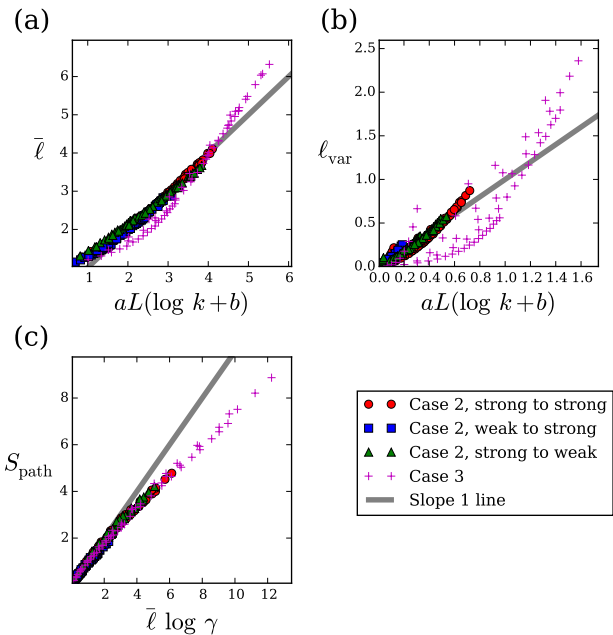 (a)
(b)
6
5
4
3
2
ℓ̄
1 2 3 4 5 6
aL(log k+b)
2.5
2.0
1.5
1.0
0.5
0.0
ℓvar
0.0 0.2 0.4 0.6 0.8 1.0 1.2 1.4 1.6
aL(log k+b)
(c)
8
6
4
2
Spath
2 4 6 8 10 12
ℓ̄ log γ
Case 2, strong to strong
Case 2, weak to strong
Case 2, strong to weak
Case 3
Slope 1 line